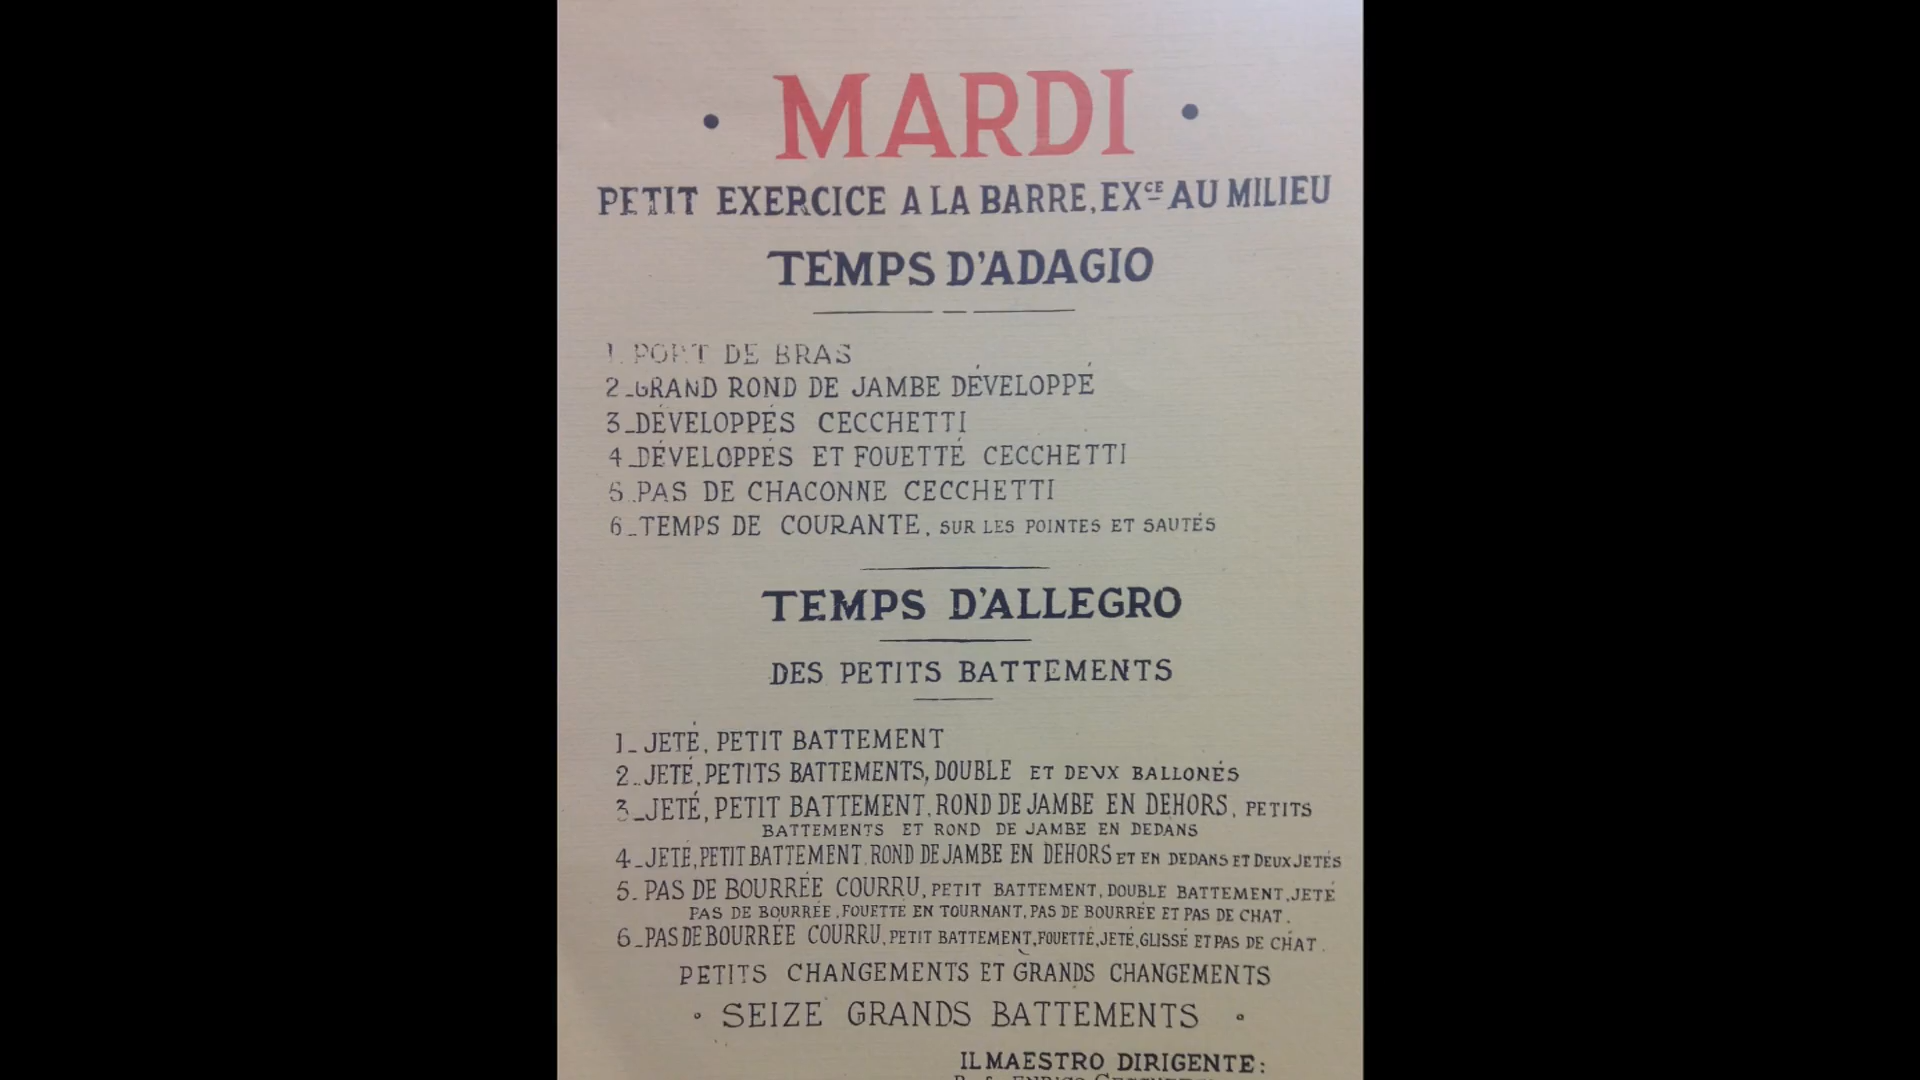 • MARDI •
PETIT EXERCICE A LA BARRE, EXCE AU MILIEU
TEMPS D'ADAGIO
1. PORT DE BRAS
2_GRAND ROND DE JAMBE DÉVELOPPÉ
3_DÉVELOPPÉS CECCHETTI
4_DÉVELOPPÉS ET FOUETTÉ CECCHETTI
5_PAS DE CHACONNE CECCHETTI
6_TEMPS DE COURANTE, SUR LES POINTES ET SAUTÉS
TEMPS D'ALLEGRO
DES PETITS BATTEMENTS
1_ JETÉ, PETIT BATTEMENT
2_JETÉ, PETITS BATTEMENTS, DOUBLE ET DEUX BALLONÉS
3_JETÉ, PETIT BATTEMENT, ROND DE JAMBE EN DEHORS, PETITS
BATTEMENTS ET ROND DE JAMBE EN DEDANS
4_JETÉ, PETIT BATTEMENT, ROND DE JAMBE EN DEHORS ET EN DEDANS ET DEUX JETÉS
5. PAS DE BOURRÉE COURRU, PETIT BATTEMENT, DOUBLE BATTEMENT, JETÉ
PAS DE BOURRÉE, FOUETTE EN TOURNANT, PAS DE BOURRÉE ET PAS DE CHAT.
6_PAS DE BOURRÉE COURRU, PETIT BATTEMENT, FOUETTÉ, JETÉ, GLISSÉ ET PAS DE CHAT.
PETITS CHANGEMENTS ET GRANDS CHANGEMENTS
• SEIZE GRANDS BATTEMENTS •
IL MAESTRO DIRIGENTE: